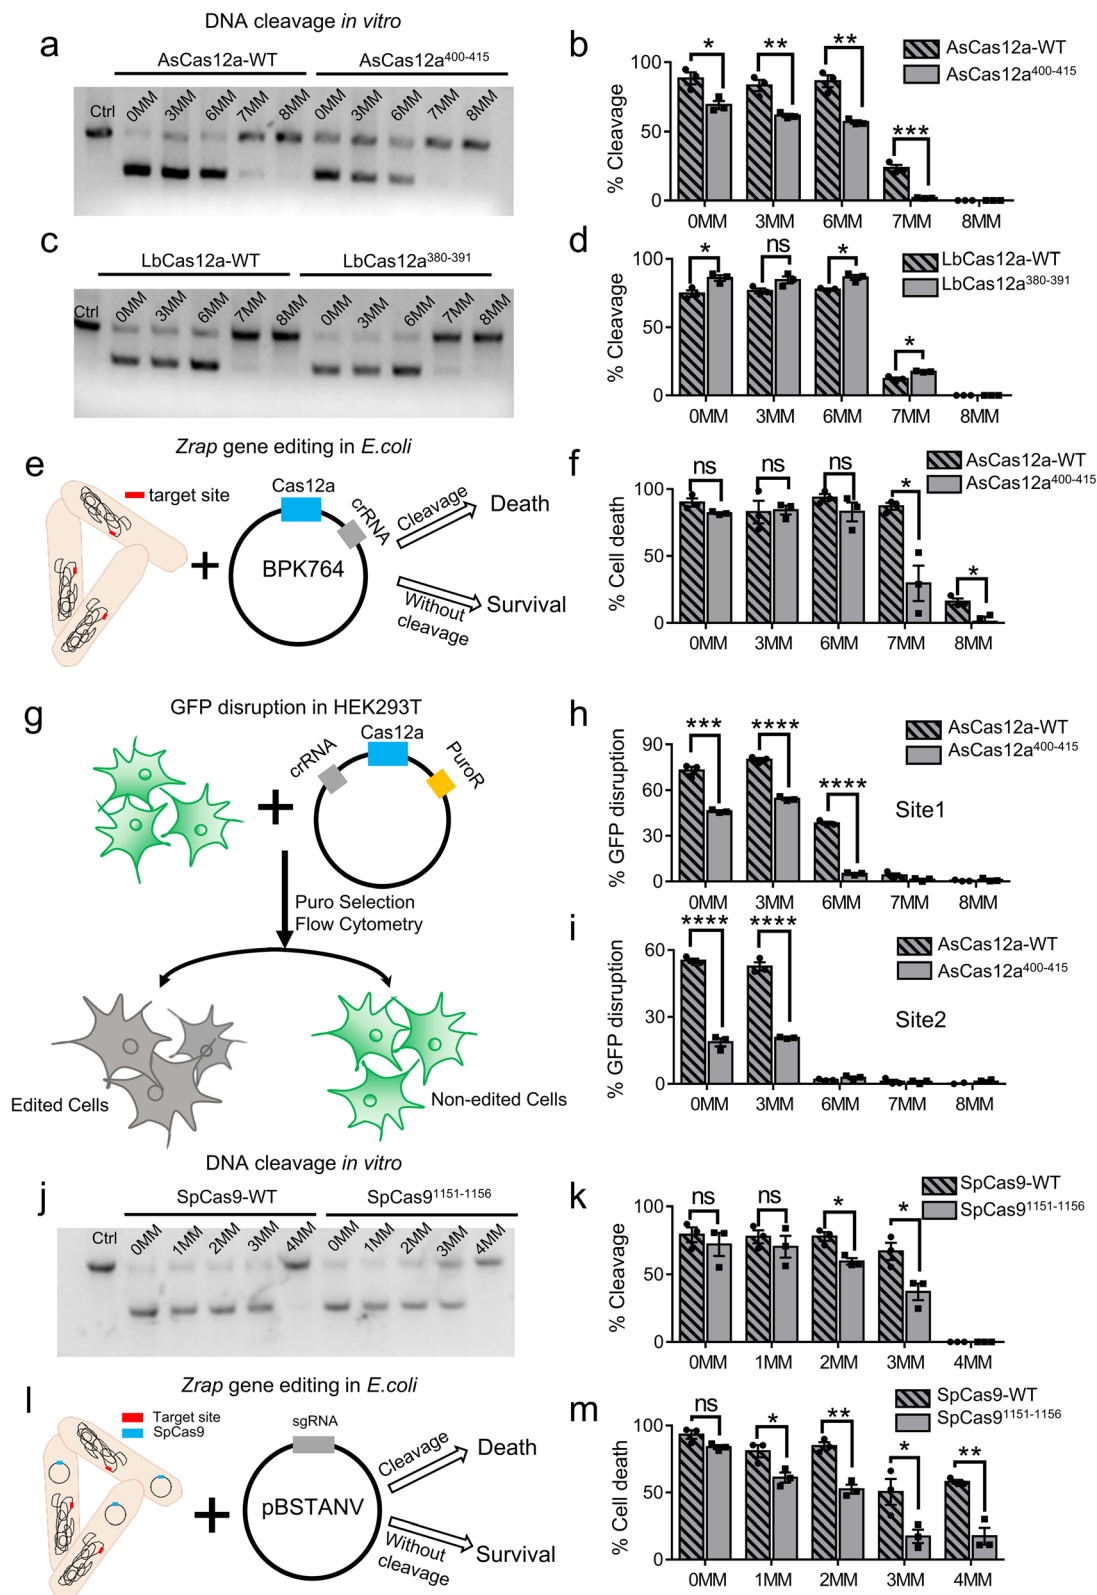 DNA cleavage in vitro
a
AsCas12a-WT
AsCas12a400-415
Ctrl
0MM
3MM
6MM
7MM
8MM
0MM
3MM
6MM
7MM
8MM
b
AsCas12a-WT
AsCas12a400-415
% Cleavage
100
50
0
*
**
**
***
0MM 3MM 6MM 7MM 8MM
c
LbCas12a-WT
LbCas12a380-391
Ctrl
0MM
3MM
6MM
7MM
8MM
0MM
3MM
6MM
7MM
8MM
d
LbCas12a-WT
LbCas12a380-391
% Cleavage
100
50
0
*
ns
*
*
0MM 3MM 6MM 7MM 8MM
Zrap gene editing in E.coli
e
target site
Cas12a
crRNA
BPK764
Cleavage
Death
Without
cleavage
Survival
f
AsCas12a-WT
AsCas12a400-415
% Cell death
100
50
0
ns
ns
ns
*
*
0MM 3MM 6MM 7MM 8MM
g
GFP disruption in HEK293T
crRNA
Cas12a
PuroR
Puro Selection
Flow Cytometry
Edited Cells
Non-edited Cells
h
AsCas12a-WT
AsCas12a400-415
% GFP disruption
90
60
30
0
***
****
****
Site1
0MM 3MM 6MM 7MM 8MM
i
AsCas12a-WT
AsCas12a400-415
% GFP disruption
60
30
0
****
****
Site2
0MM 3MM 6MM 7MM 8MM
DNA cleavage in vitro
j
SpCas9-WT
SpCas91151-1156
Ctrl
0MM
1MM
2MM
3MM
4MM
0MM
1MM
2MM
3MM
4MM
k
SpCas9-WT
SpCas91151-1156
% Cleavage
100
50
0
ns
ns
*
*
0MM 1MM 2MM 3MM 4MM
Zrap gene editing in E.coli
l
Target site
SpCas9
sgRNA
pBSTANV
Cleavage
Death
Without
cleavage
Survival
m
SpCas9-WT
SpCas91151-1156
% Cell death
100
50
0
ns
*
**
*
**
0MM 1MM 2MM 3MM 4MM